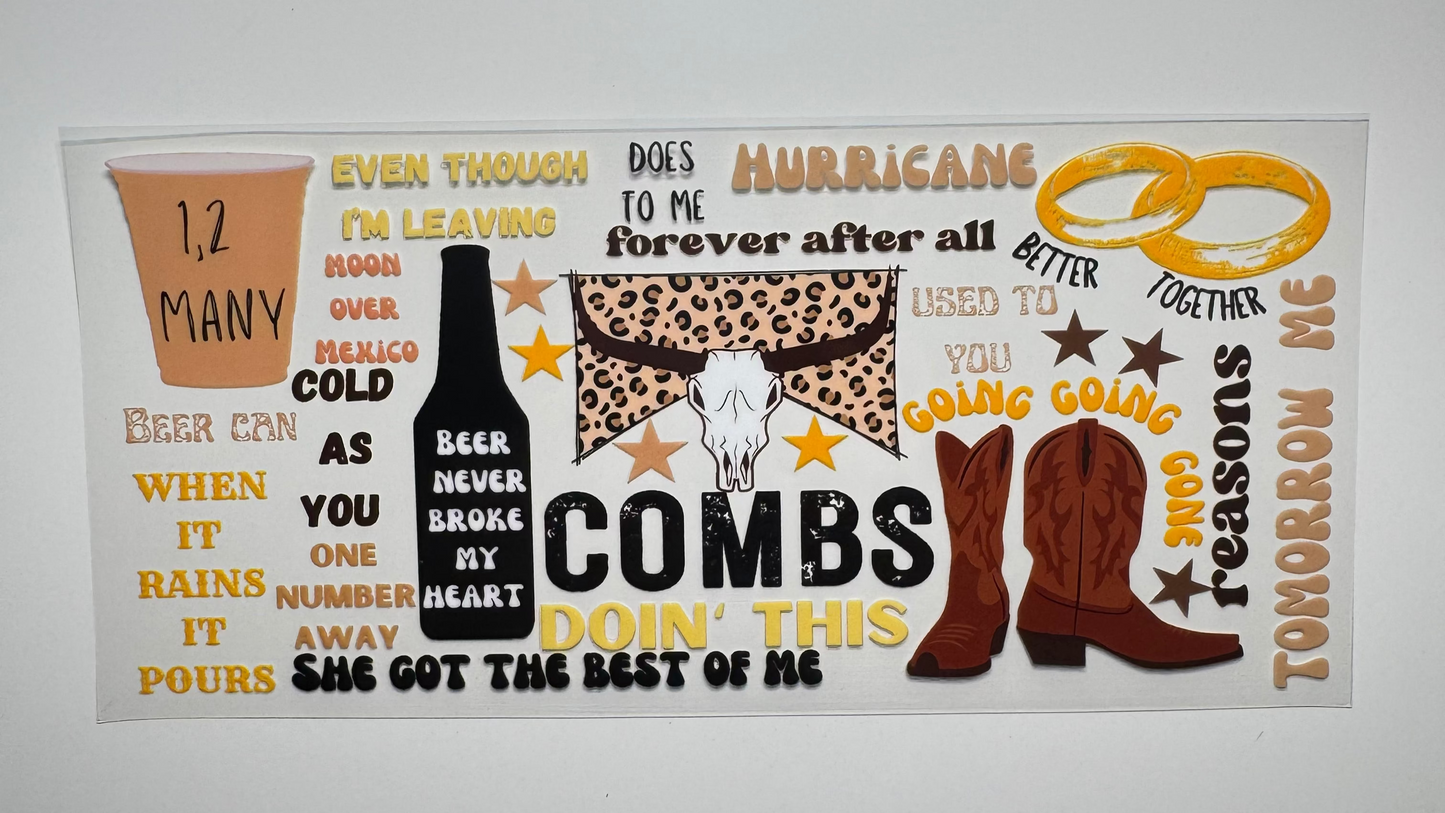 1,2
MANY
EVEN THOUGH
I'M LEAVING
DOES
TO ME
HURRiCANE
forever after all
BETTER
TOGETHER
MOON
OVER
MEXiCO
COLD
AS
YOU
BEER CAN
WHEN
IT
RAINS
IT
POURS
ONE
NUMBER
AWAY
BEER
NEVER
BROKE
MY
HEART
COMBS
DOIN' THIS
SHE GOT THE BEST OF ME
USED TO
YOU
GOiNG GOiNG
GONE
reasons
TOMORROW ME